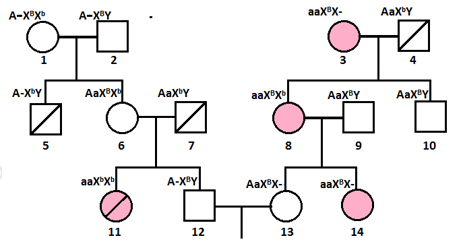 A-XᴮXᵇ
A-XᴮY
-
aaXᴮX-
AaXᵇY
1
2
3
4
A-XᵇY
AaXᴮXᵇ
AaXᵇY
aaXᴮXᵇ
AaXᴮY
AaXᴮY
5
6
7
8
9
10
aaXᵇXᵇ
A-XᴮY
AaXᴮX-
aaXᴮX-
11
12
13
14